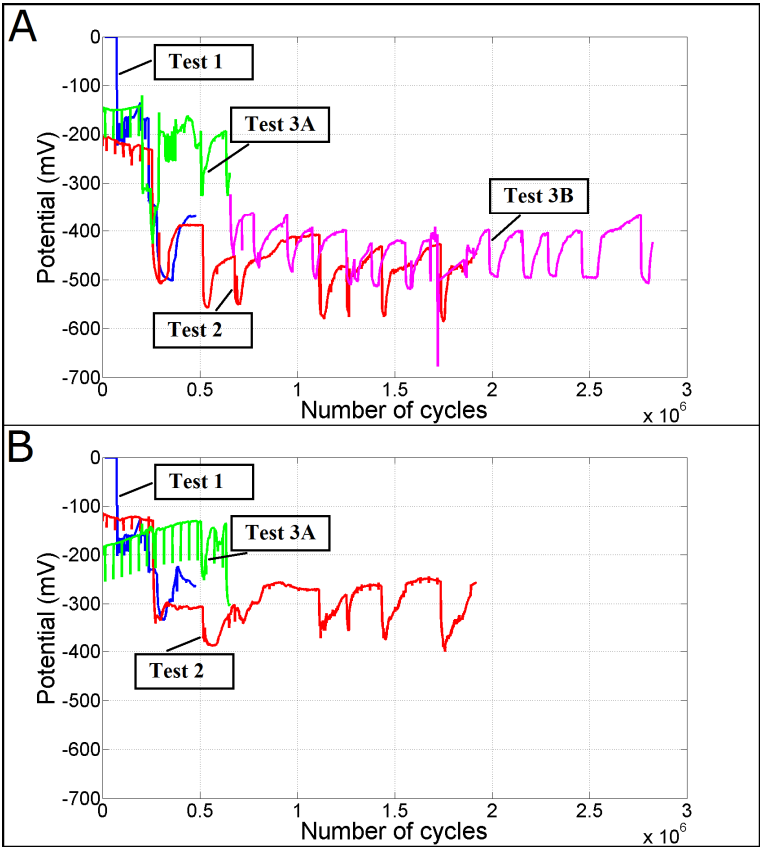 A
0
-100
-200
-300
-400
-500
-600
-700
Potential (mV)
Test 1
Test 3A
Test 3B
Test 2
0 0.5 1 1.5 2 2.5 3
Number of cycles
x 10^6
B
0
-100
-200
-300
-400
-500
-600
-700
Potential (mV)
Test 1
Test 3A
Test 2
0 0.5 1 1.5 2 2.5 3
Number of cycles
x 10^6